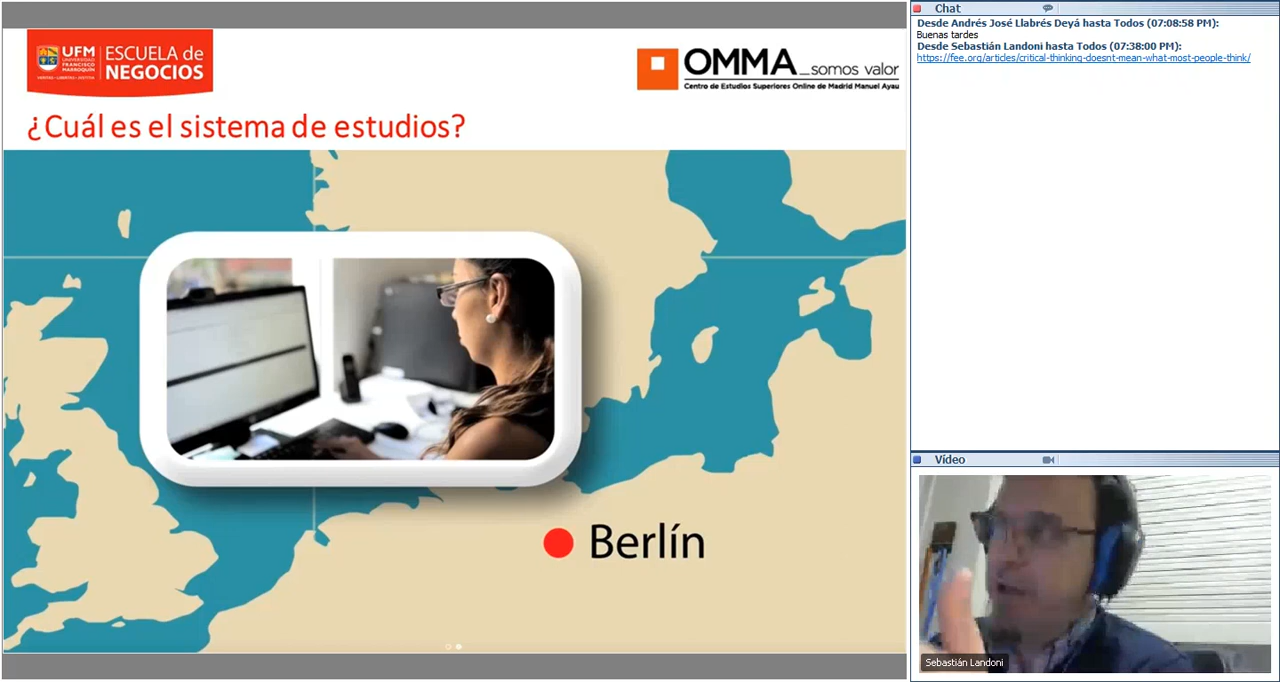 UFM
UNIVERSIDAD
FRANCISCO
MARROQUÍN
ESCUELA de
NEGOCIOS
OMMA_somos valor
Centro de Estudios Superiores Online de Madrid Manuel Ayau
¿Cuál es el sistema de estudios?
Berlín
Chat
Desde Andrés José Llabrés Deyá hasta Todos (07:08:58 PM):
Buenas tardes
Desde Sebastián Landoni hasta Todos (07:38:00 PM):
https://fee.org/articles/critical-thinking-doesnt-mean-what-most-people-think/
Vídeo
Sebastián Landoni